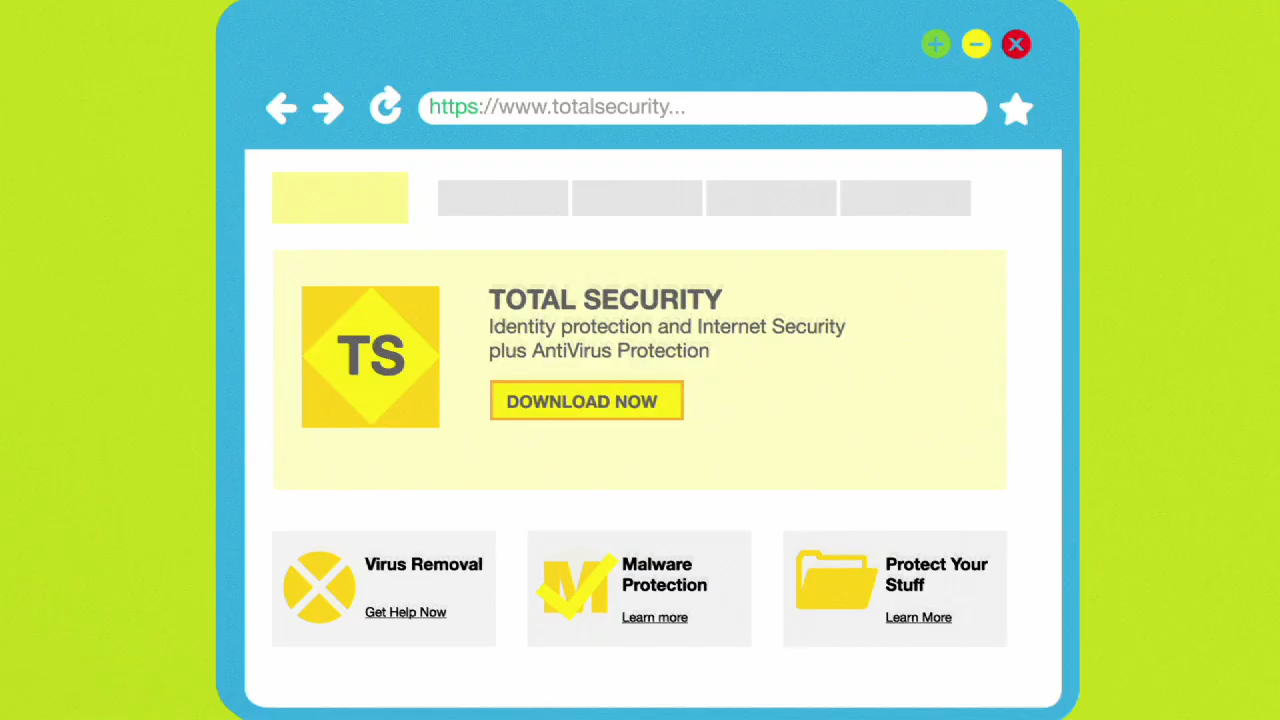 https://www.totalsecurity...
TS
TOTAL SECURITY
Identity protection and Internet Security
plus AntiVirus Protection
DOWNLOAD NOW
Virus Removal
Get Help Now
M
Malware
Protection
Learn more
Protect Your
Stuff
Learn More